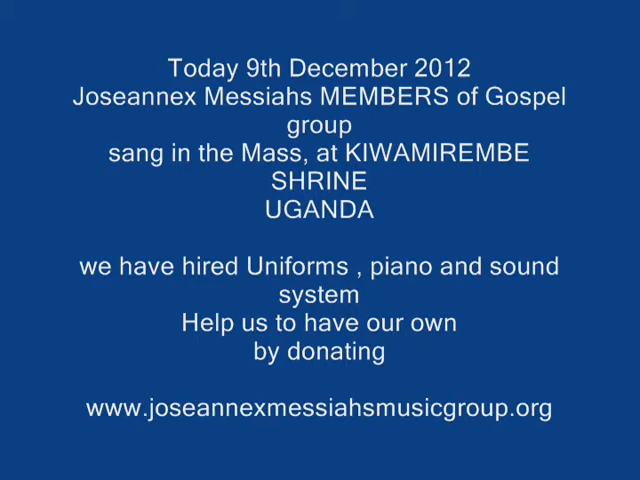 Today 9th December 2012
Joseannex Messiahs MEMBERS of Gospel
group
sang in the Mass, at KIWAMIREMBE
SHRINE
UGANDA
we have hired Uniforms , piano and sound
system
Help us to have our own
by donating
www.joseannexmessiahsmusicgroup.org